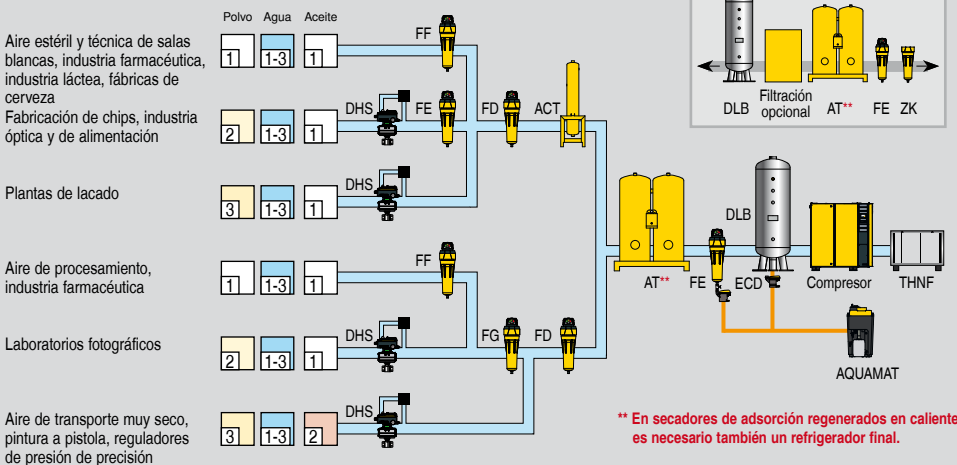 Polvo Agua Aceite
Aire estéril y técnica de salas
blancas, industria farmacéutica,
industria láctea, fábricas de
cerveza
1 1-3 1
FF
Fabricación de chips, industria
óptica y de alimentación
2 1-3 1
DHS FE FD ACT
Plantas de lacado
3 1-3 1
DHS
Aire de procesamiento,
industria farmacéutica
1 1-3 1
FF
Laboratorios fotográficos
2 1-3 1
DHS FG FD
Aire de transporte muy seco,
pintura a pistola, reguladores
de presión de precisión
3 1-3 2
DHS
DLB
Filtración
opcional
AT** FE ZK
DLB
AT** FE ECD Compresor THNF
AQUAMAT
** En secadores de adsorción regenerados en caliente
es necesario también un refrigerador final.